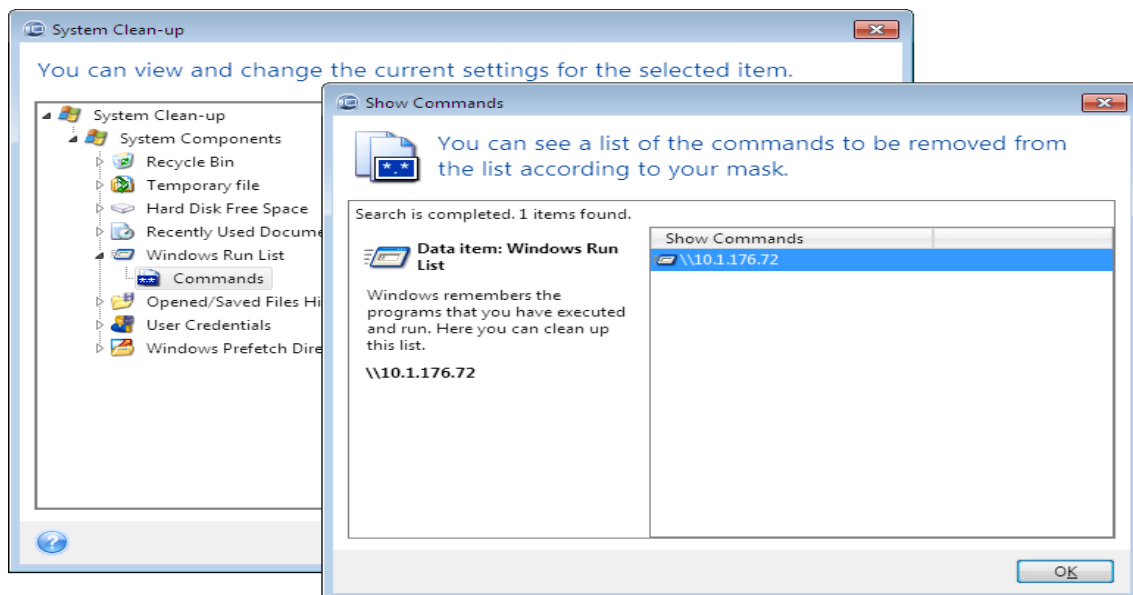 System Clean-up
You can view and change the current settings for the selected item.
System Clean-up
System Components
Recycle Bin
Temporary file
Hard Disk Free Space
Recently Used Docume
Windows Run List
Commands
Opened/Saved Files Hi
User Credentials
Windows Prefetch Dire
Show Commands
You can see a list of the commands to be removed from
the list according to your mask.
Search is completed. 1 items found.
Data item: Windows Run
List
Windows remembers the
programs that you have executed
and run. Here you can clean up
this list.
\\10.1.176.72
Show Commands
\\10.1.176.72
OK